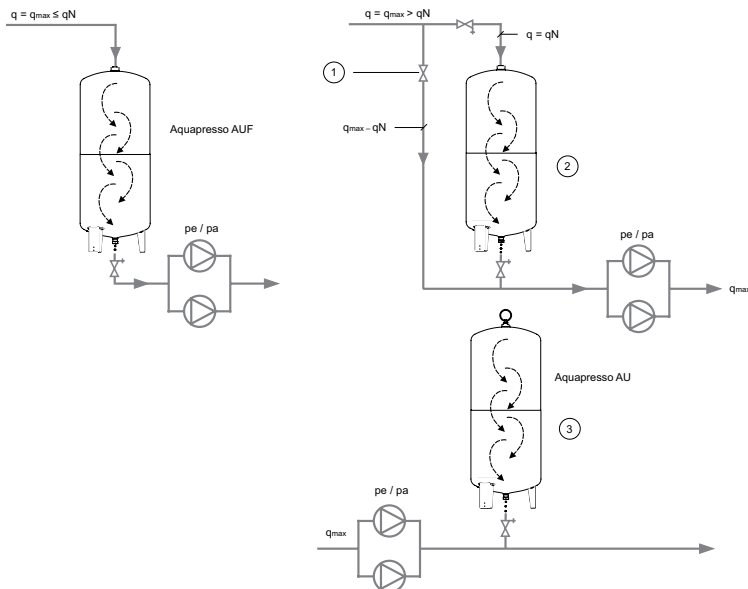 q = qmax ≤ qN
Aquapresso AUF
pe / pa
q = qmax > qN
q = qN
1
qmax – qN
2
pe / pa
qmax
Aquapresso AU
3
pe / pa
qmax